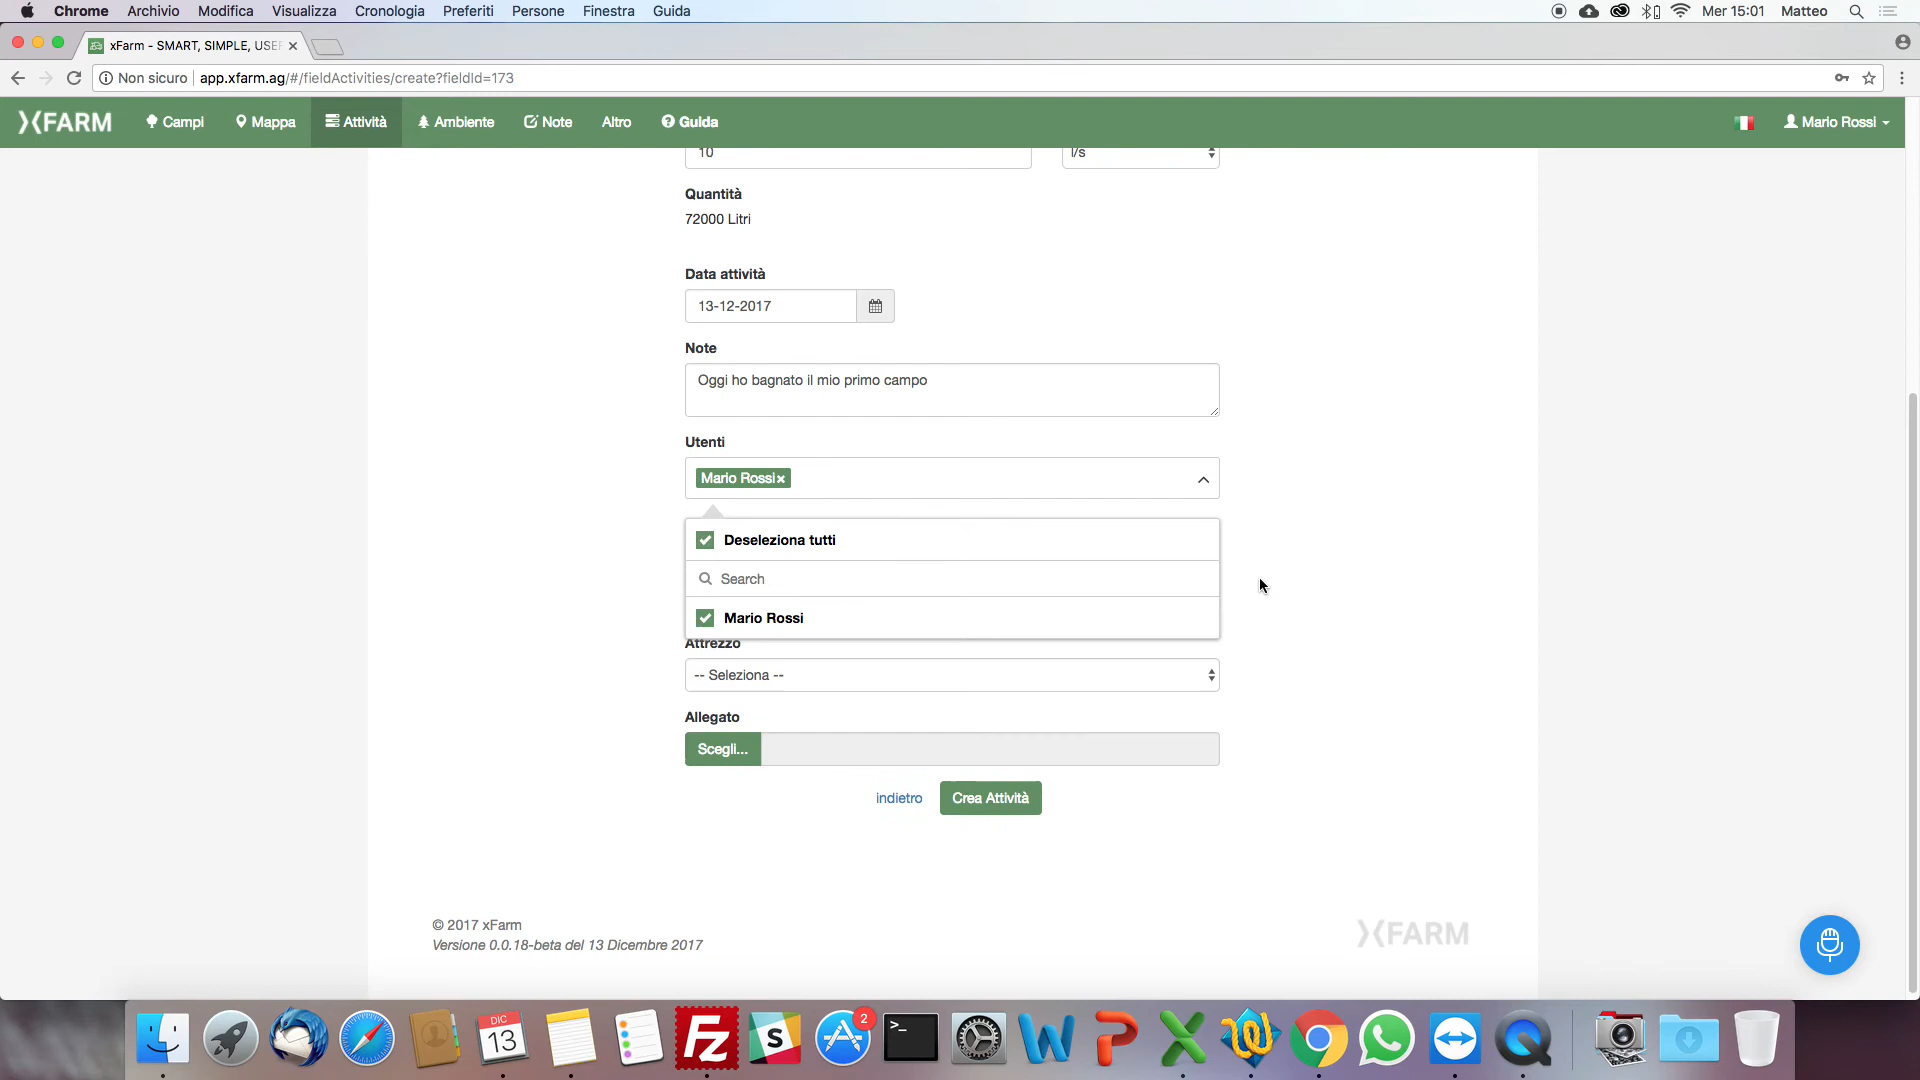 Chrome Archivio Modifica Visualizza Cronologia Preferiti Persone Finestra Guida Mer 15:01 Matteo
xFarm - SMART, SIMPLE, USE
Non sicuro app.xfarm.ag/#/fieldActivities/create?fieldId=173
XFARM Campi Mappa Attività Ambiente Note Altro Guida Mario Rossi
10 l/s
Quantità
72000 Litri
Data attività
13-12-2017
Note
Oggi ho bagnato il mio primo campo
Utenti
Mario Rossi×
Deseleziona tutti
Search
Mario Rossi
Attrezzo
-- Seleziona --
Allegato
Scegli...
indietro Crea Attività
© 2017 xFarm
Versione 0.0.18-beta del 13 Dicembre 2017
XFARM
DIC
13
2